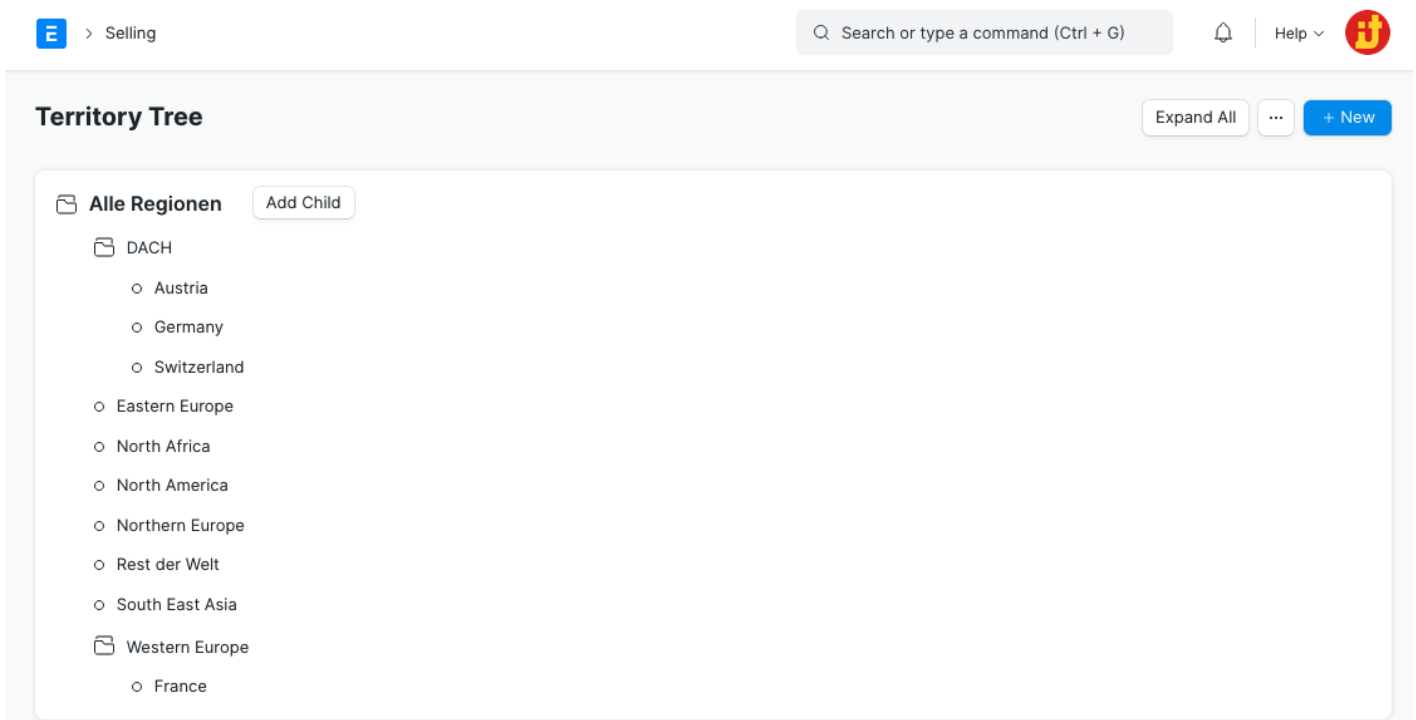 E > Selling Search or type a command (Ctrl + G) Help
Territory Tree Expand All ... + New
Alle Regionen Add Child
DACH
Austria
Germany
Switzerland
Eastern Europe
North Africa
North America
Northern Europe
Rest der Welt
South East Asia
Western Europe
France